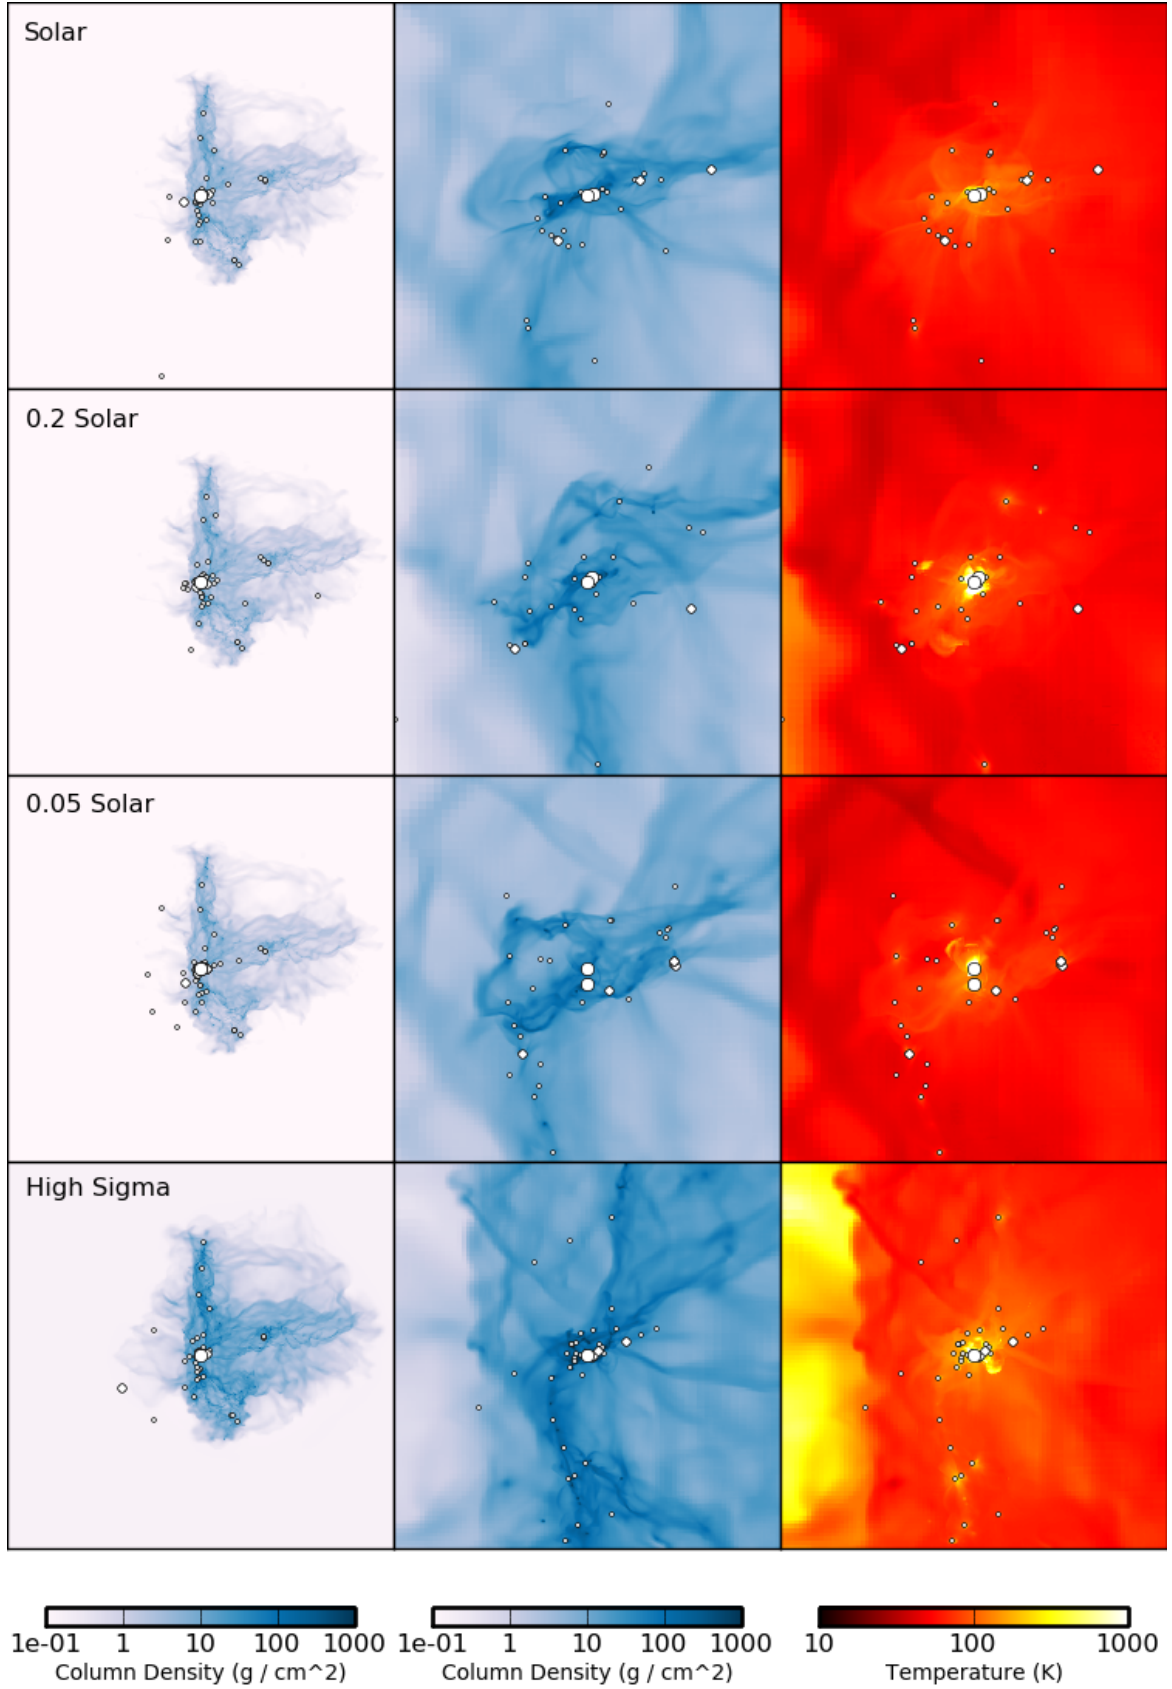 Solar
0.2 Solar
0.05 Solar
High Sigma
1e-01 1 10 100 1000
Column Density (g / cm^2)
1e-01 1 10 100 1000
Column Density (g / cm^2)
10 100 1000
Temperature (K)